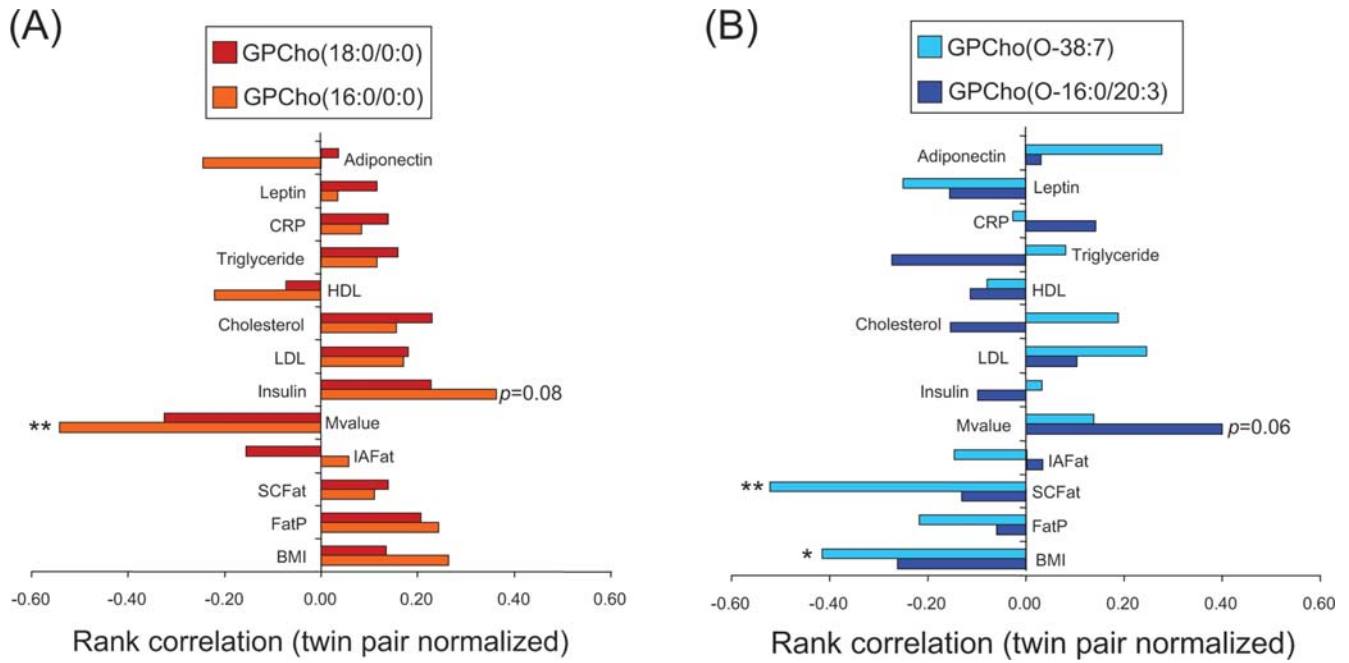 (A)
GPCho(18:0/0:0)
GPCho(16:0/0:0)
Adiponectin
Leptin
CRP
Triglyceride
HDL
Cholesterol
LDL
Insulin
p=0.08
Mvalue
**
IAFat
SCFat
FatP
BMI
-0.60 -0.40 -0.20 0.00 0.20 0.40 0.60
Rank correlation (twin pair normalized)
(B)
GPCho(O-38:7)
GPCho(O-16:0/20:3)
Adiponectin
Leptin
CRP
Triglyceride
HDL
Cholesterol
LDL
Insulin
Mvalue
p=0.06
IAFat
**
SCFat
FatP
*
BMI
-0.60 -0.40 -0.20 0.00 0.20 0.40 0.60
Rank correlation (twin pair normalized)